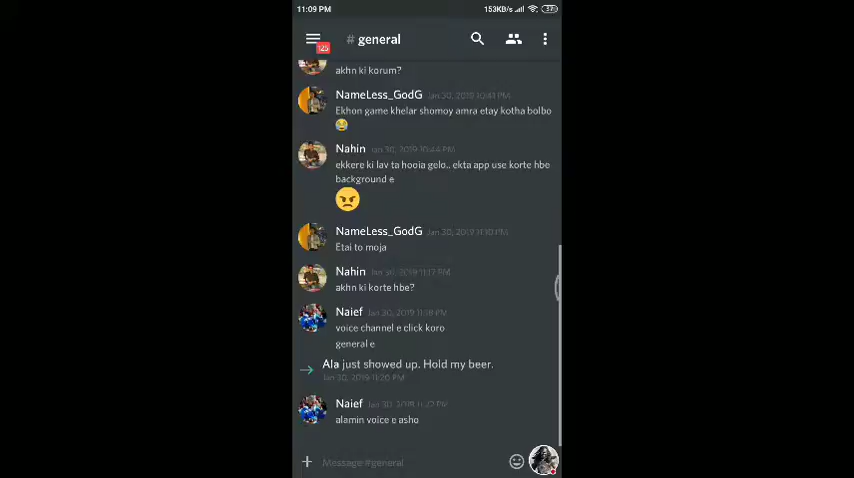 11:09 PM 153KB/s 37
# general
126
akhn ki korum?
NameLess_GodG Jan 30, 2019 10:41 PM
Ekhon game khelar shomoy amra etay kotha bolbo
😂
Nahin Jan 30, 2019 10:44 PM
ekkere ki lav ta hooia gelo.. ekta app use korte hbe
background e
😠
NameLess_GodG Jan 30, 2019 11:10 PM
Etai to moja
Nahin Jan 30, 2019 11:17 PM
akhn ki korte hbe?
Naief Jan 30, 2019 11:18 PM
voice channel e click koro
general e
Ala just showed up. Hold my beer.
Jan 30, 2019 11:20 PM
Naief Jan 30, 2019
alamin voice e asho
Message #general